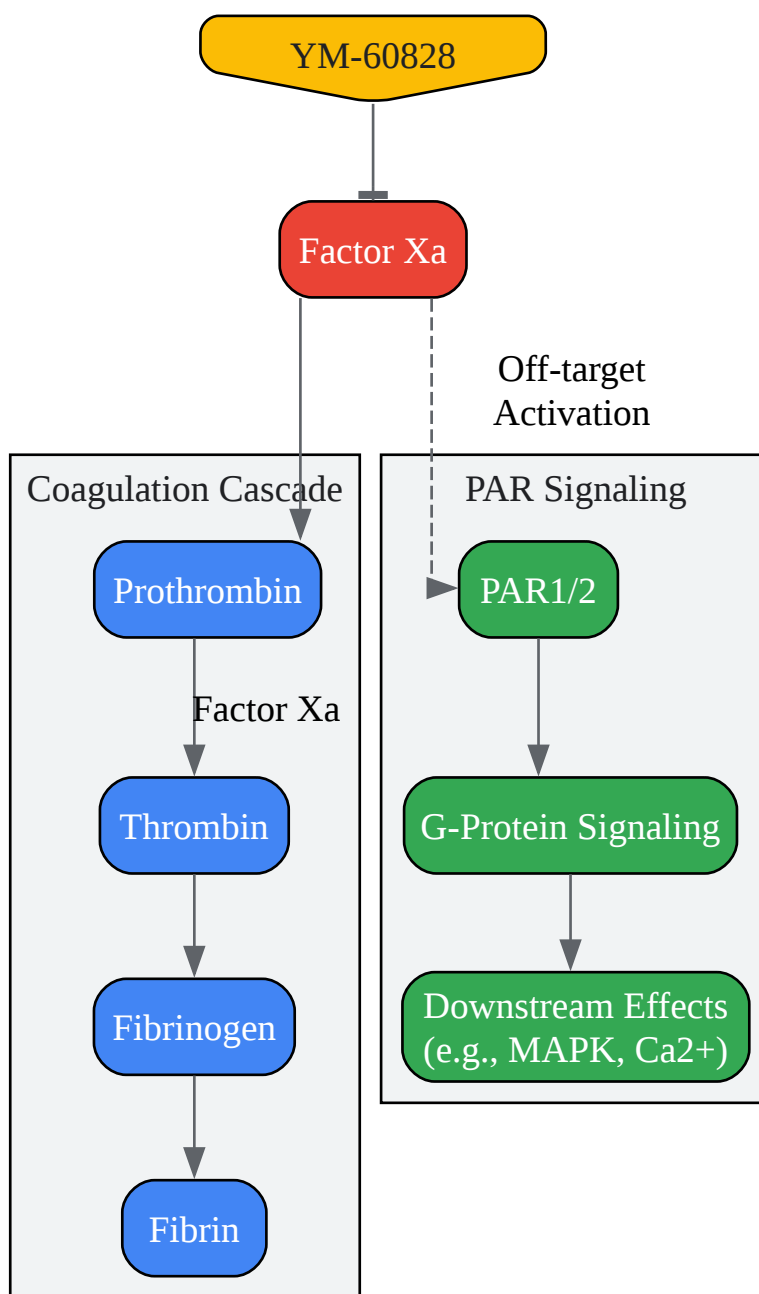 YM-60828
Factor Xa
Off-target
Activation
Coagulation Cascade
PAR Signaling
Prothrombin
PAR1/2
Factor Xa
Thrombin
G-Protein Signaling
Fibrinogen
Downstream Effects
(e.g., MAPK, Ca2+)
Fibrin